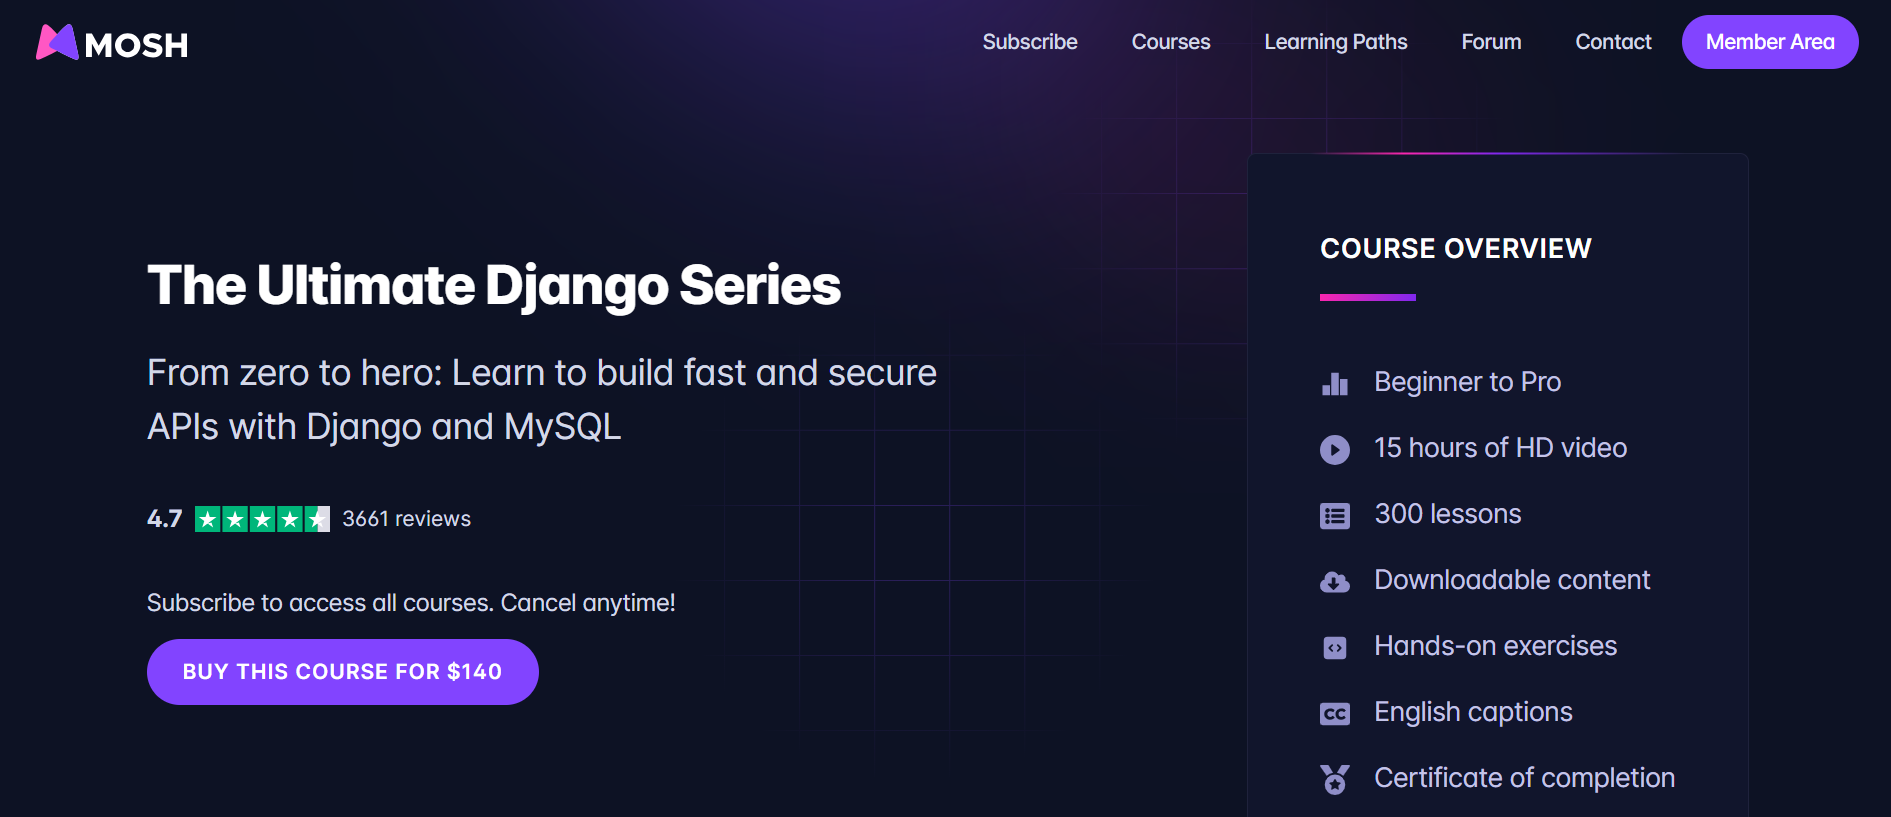 MOSH
Subscribe
Courses
Learning Paths
Forum
Contact
Member Area
The Ultimate Django Series
From zero to hero: Learn to build fast and secure
APIs with Django and MySQL
4.7
3661 reviews
Subscribe to access all courses. Cancel anytime!
BUY THIS COURSE FOR $140
COURSE OVERVIEW
Beginner to Pro
15 hours of HD video
300 lessons
Downloadable content
Hands-on exercises
CC English captions
Certificate of completion